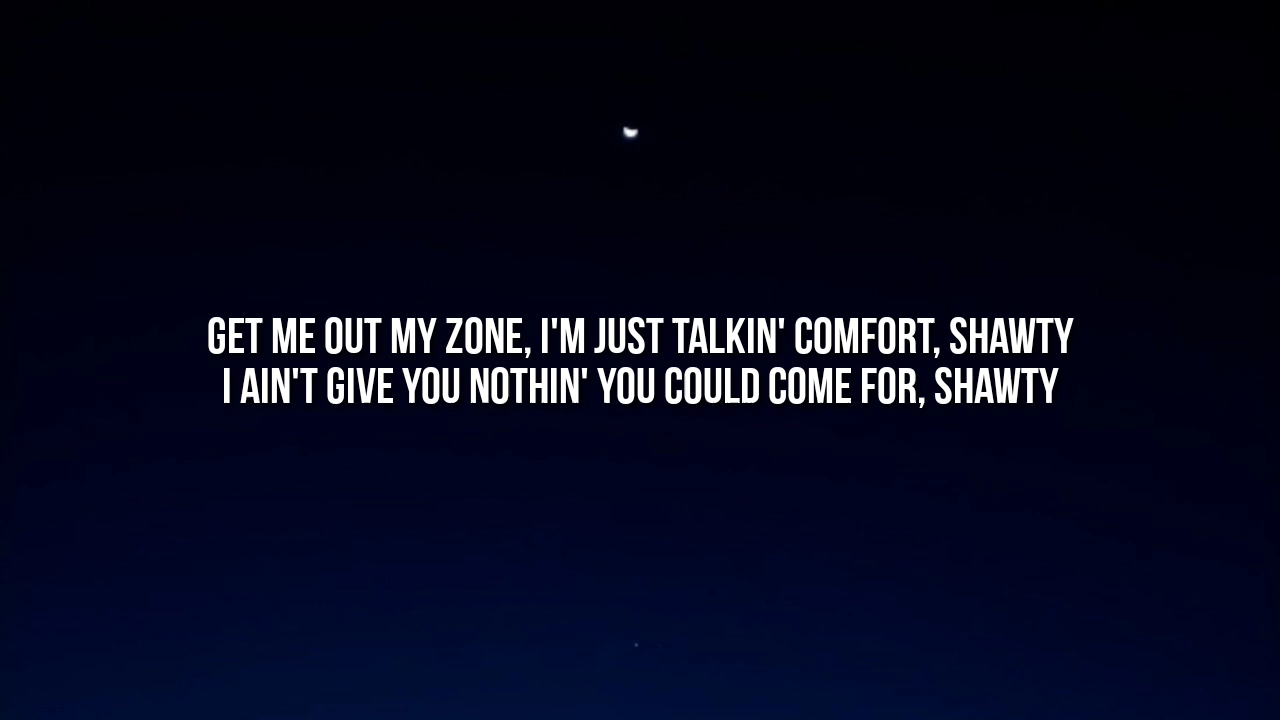 GET ME OUT MY ZONE, I'M JUST TALKIN' COMFORT, SHAWTY
I AIN'T GIVE YOU NOTHIN' YOU COULD COME FOR, SHAWTY